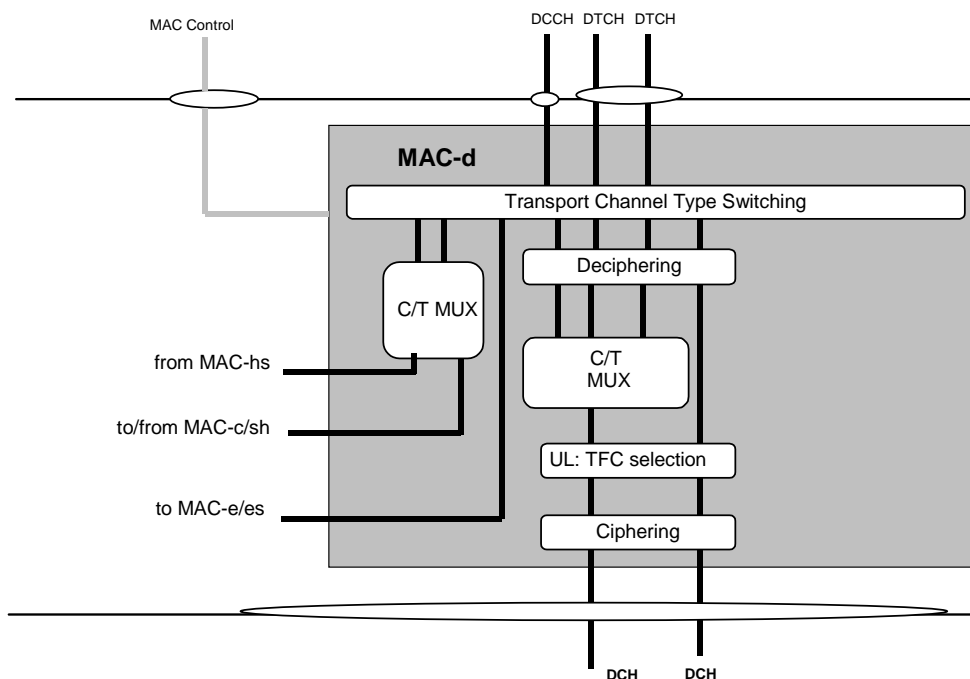 MAC Control
DCCH DTCH DTCH
MAC-d
Transport Channel Type Switching
Deciphering
C/T MUX
from MAC-hs
C/T
MUX
to/from MAC-c/sh
UL: TFC selection
to MAC-e/es
Ciphering
DCH DCH